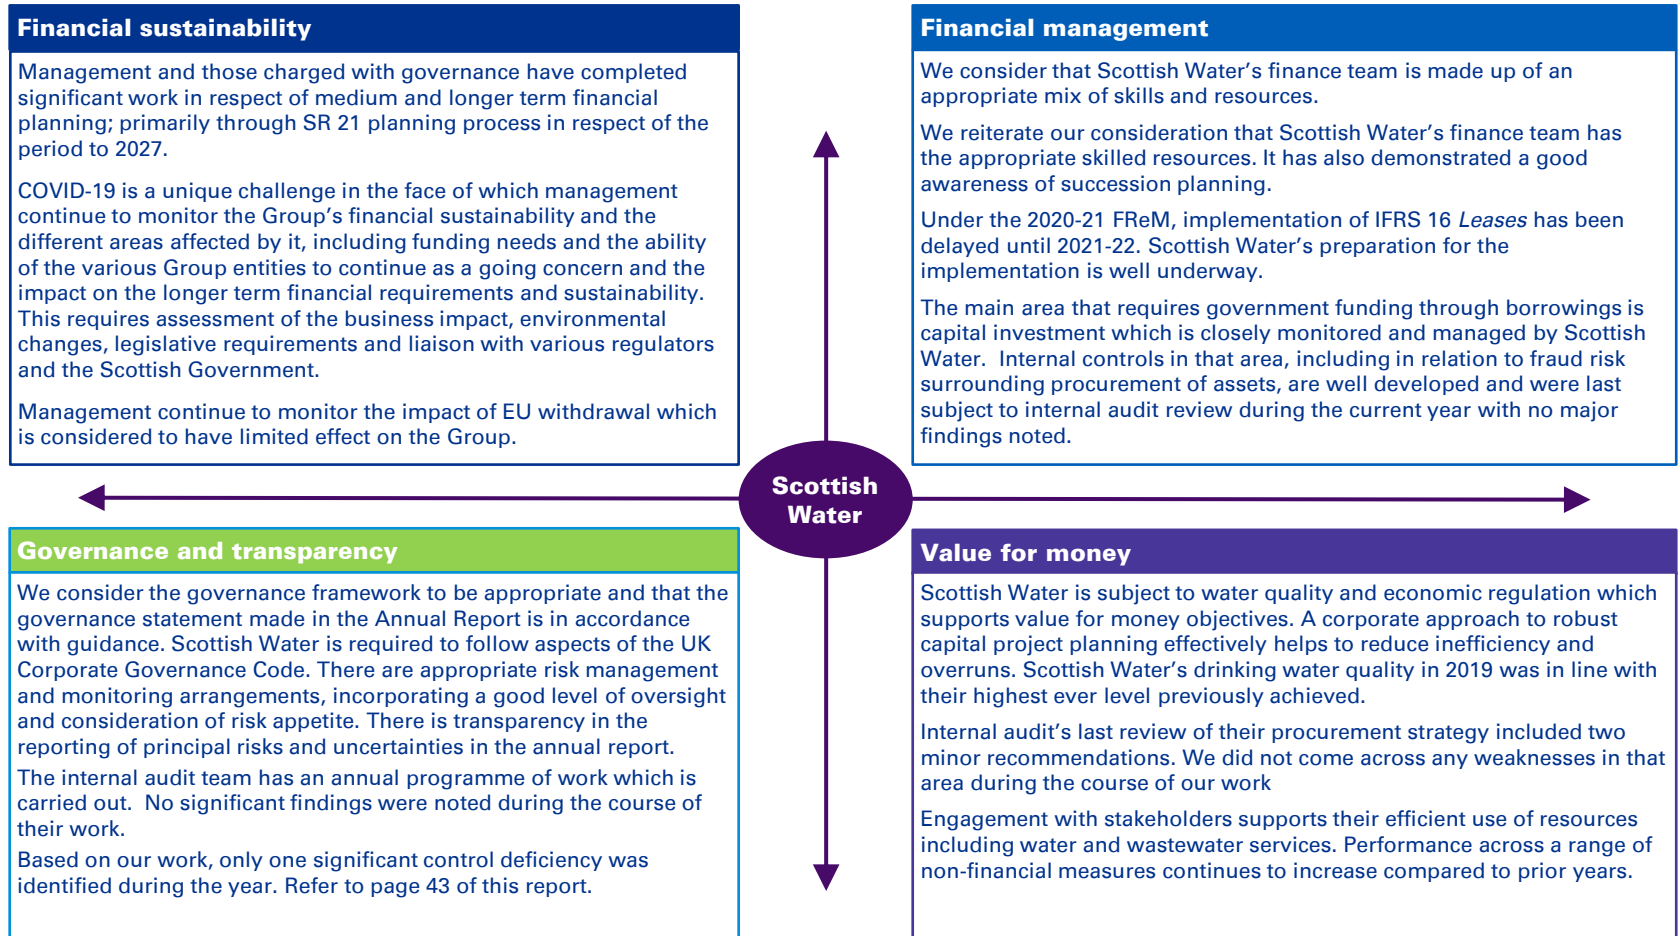 Financial sustainability
Management and those charged with governance have completed
significant work in respect of medium and longer term financial
planning; primarily through SR 21 planning process in respect of the
period to 2027.
COVID-19 is a unique challenge in the face of which management
continue to monitor the Group's financial sustainability and the
different areas affected by it, including funding needs and the ability
of the various Group entities to continue as a going concern and the
impact on the longer term financial requirements and sustainability.
This requires assessment of the business impact, environmental
changes, legislative requirements and liaison with various regulators
and the Scottish Government.
Management continue to monitor the impact of EU withdrawal which
is considered to have limited effect on the Group.
Financial management
We consider that Scottish Water's finance team is made up of an
appropriate mix of skills and resources.
We reiterate our consideration that Scottish Water's finance team has
the appropriate skilled resources. It has also demonstrated a good
awareness of succession planning.
Under the 2020-21 FReM, implementation of IFRS 16 Leases has been
delayed until 2021-22. Scottish Water's preparation for the
implementation is well underway.
The main area that requires government funding through borrowings is
capital investment which is closely monitored and managed by Scottish
Water.  Internal controls in that area, including in relation to fraud risk
surrounding procurement of assets, are well developed and were last
subject to internal audit review during the current year with no major
findings noted.
Scottish
Water
Governance and transparency
We consider the governance framework to be appropriate and that the
governance statement made in the Annual Report is in accordance
with guidance. Scottish Water is required to follow aspects of the UK
Corporate Governance Code. There are appropriate risk management
and monitoring arrangements, incorporating a good level of oversight
and consideration of risk appetite. There is transparency in the
reporting of principal risks and uncertainties in the annual report.
The internal audit team has an annual programme of work which is
carried out.  No significant findings were noted during the course of
their work.
Based on our work, only one significant control deficiency was
identified during the year. Refer to page 43 of this report.
Value for money
Scottish Water is subject to water quality and economic regulation which
supports value for money objectives. A corporate approach to robust
capital project planning effectively helps to reduce inefficiency and
overruns. Scottish Water's drinking water quality in 2019 was in line with
their highest ever level previously achieved.
Internal audit's last review of their procurement strategy included two
minor recommendations. We did not come across any weaknesses in that
area during the course of our work
Engagement with stakeholders supports their efficient use of resources
including water and wastewater services. Performance across a range of
non-financial measures continues to increase compared to prior years.